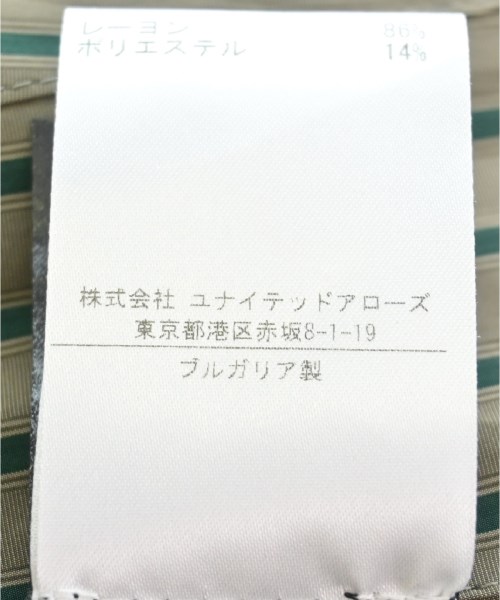 レーヨン 86%
ポリエステル 14%
株式会社 ユナイテッドアローズ
東京都港区赤坂8-1-19
ブルガリア製